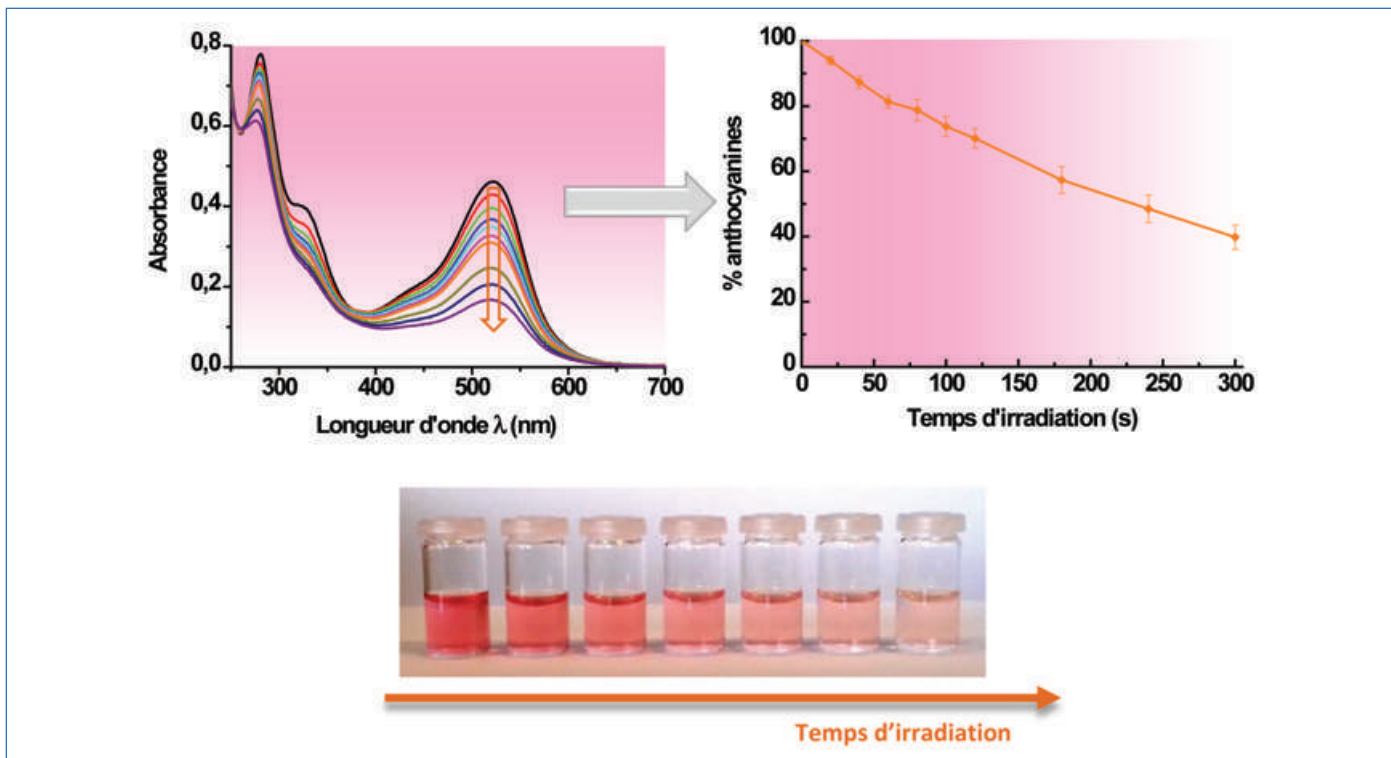 0,8
0,6
0,4
0,2
0,0
Absorbance
300 400 500 600 700
Longueur d'onde λ (nm)
100
80
60
40
20
0
% anthocyanines
0 50 100 150 200 250 300
Temps d'irradiation (s)
Temps d'irradiation